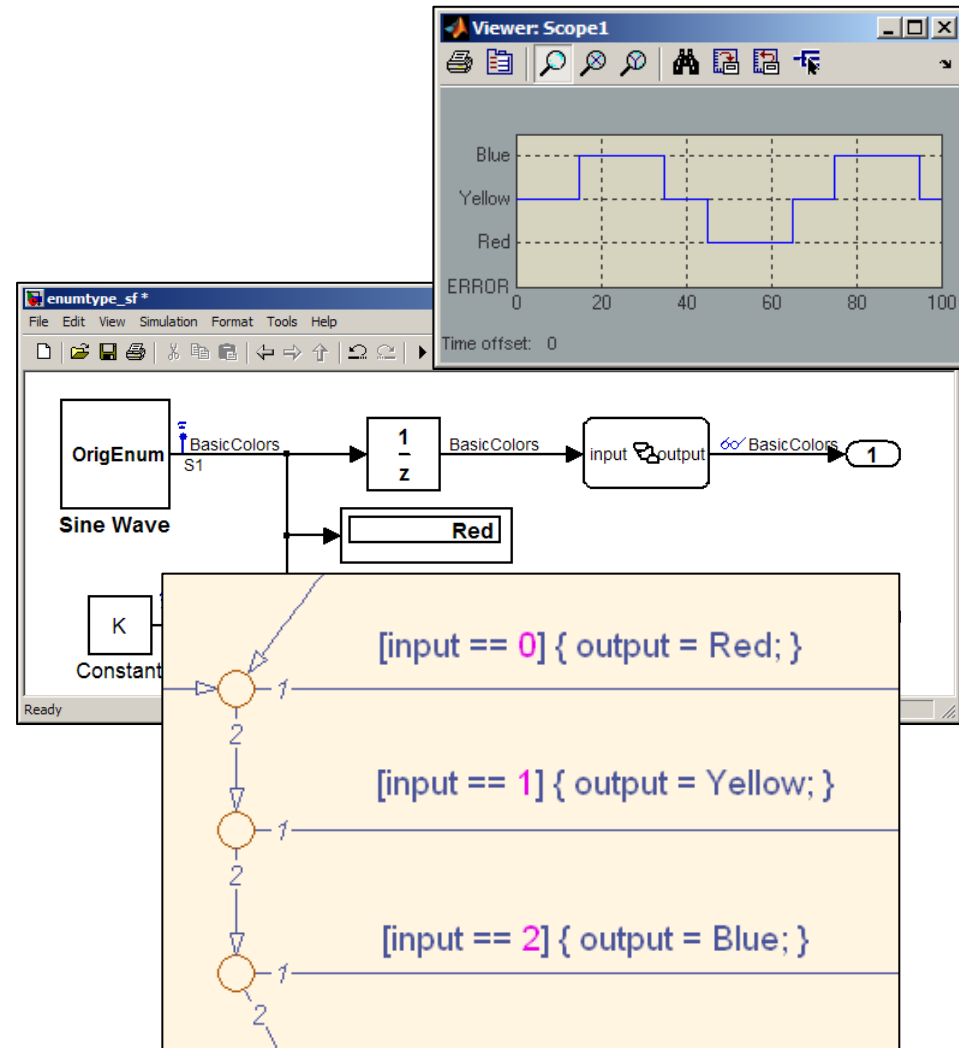 Viewer: Scope1
Blue
Yellow
Red
ERROR
0 20 40 60 80 100
Time offset: 0
enumtype_sf *
File Edit View Simulation Format Tools Help
OrigEnum
BasicColors
S1
Sine Wave
1
z
BasicColors
input output
BasicColors
1
Red
K
Constant
Ready
[input == 0] { output = Red; }
1
2
[input == 1] { output = Yellow; }
1
2
[input == 2] { output = Blue; }
1
2